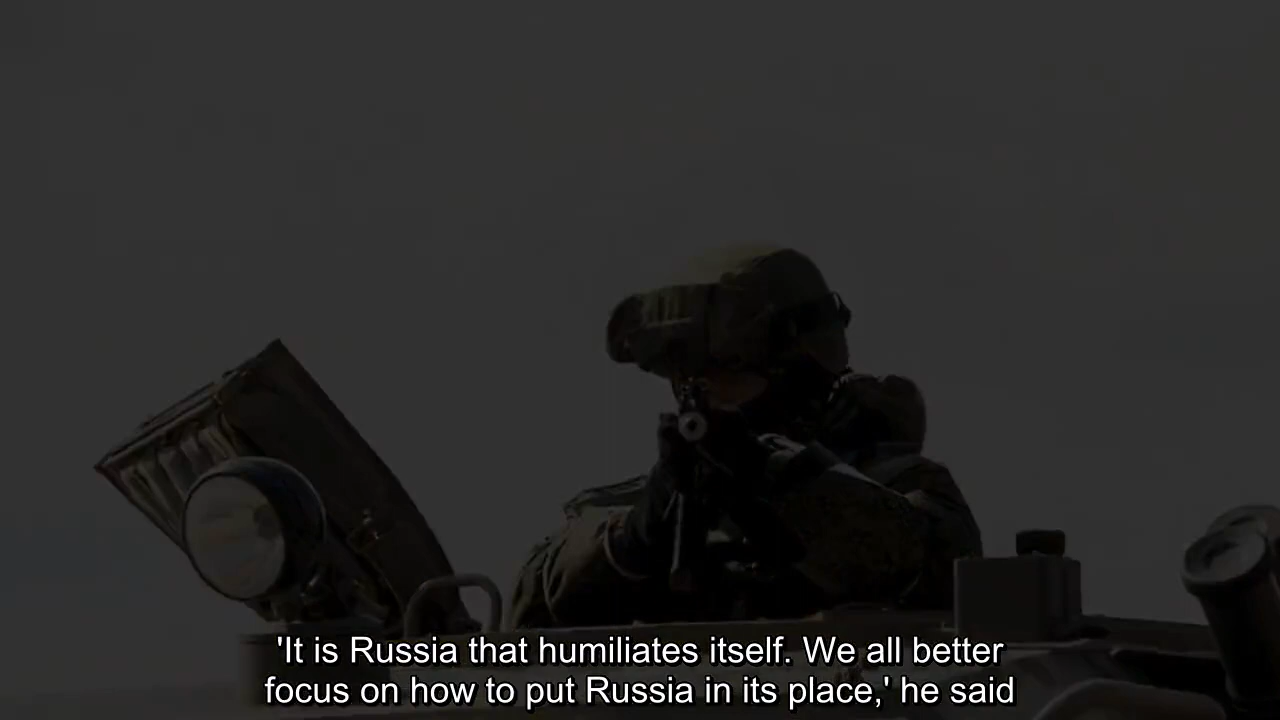 'It is Russia that humiliates itself. We all better
focus on how to put Russia in its place,' he said